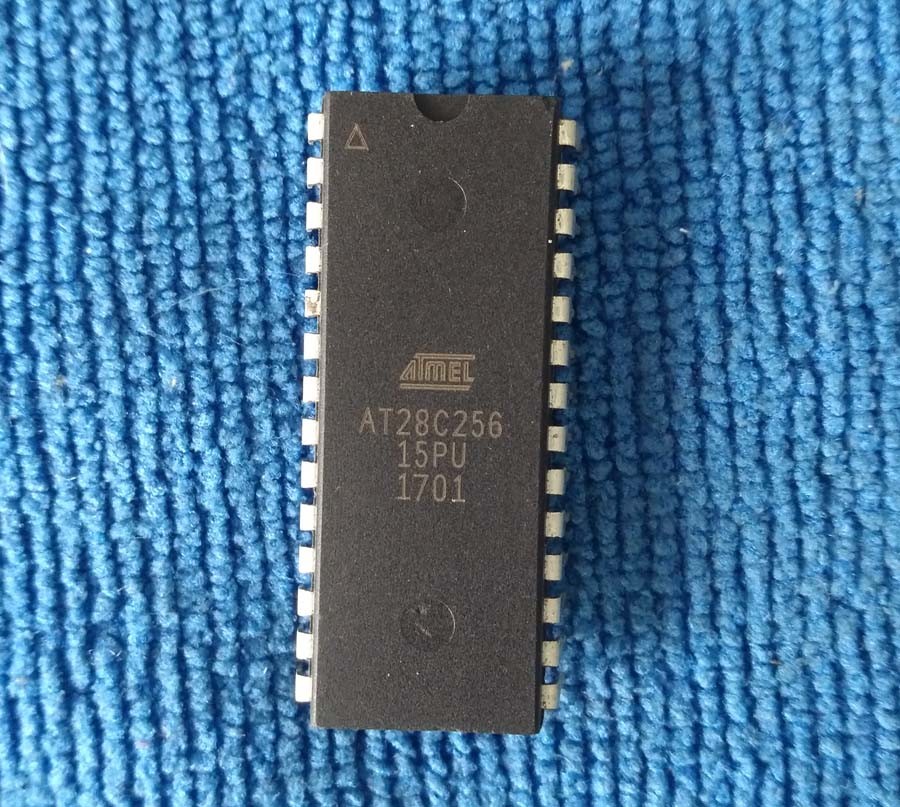 ATMEL
AT28C256
15PU
1701